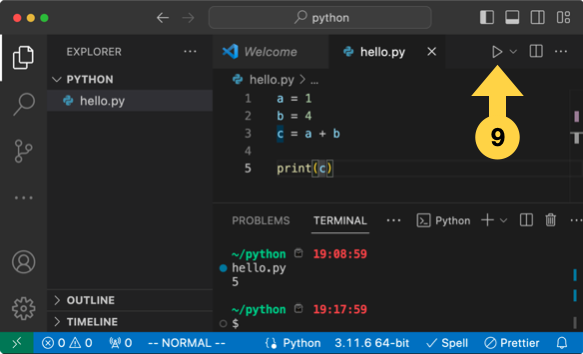 python
EXPLORER
Welcome
hello.py
PYTHON
hello.py
hello.py > ...
1 a = 1
2 b = 4
3 c = a + b
4
5 print(c)
9
PROBLEMS TERMINAL ... Python
~/python 19:08:59
hello.py
5
~/python 19:17:59
$
OUTLINE
TIMELINE
0 0 0 -- NORMAL -- Python 3.11.6 64-bit Spell Prettier